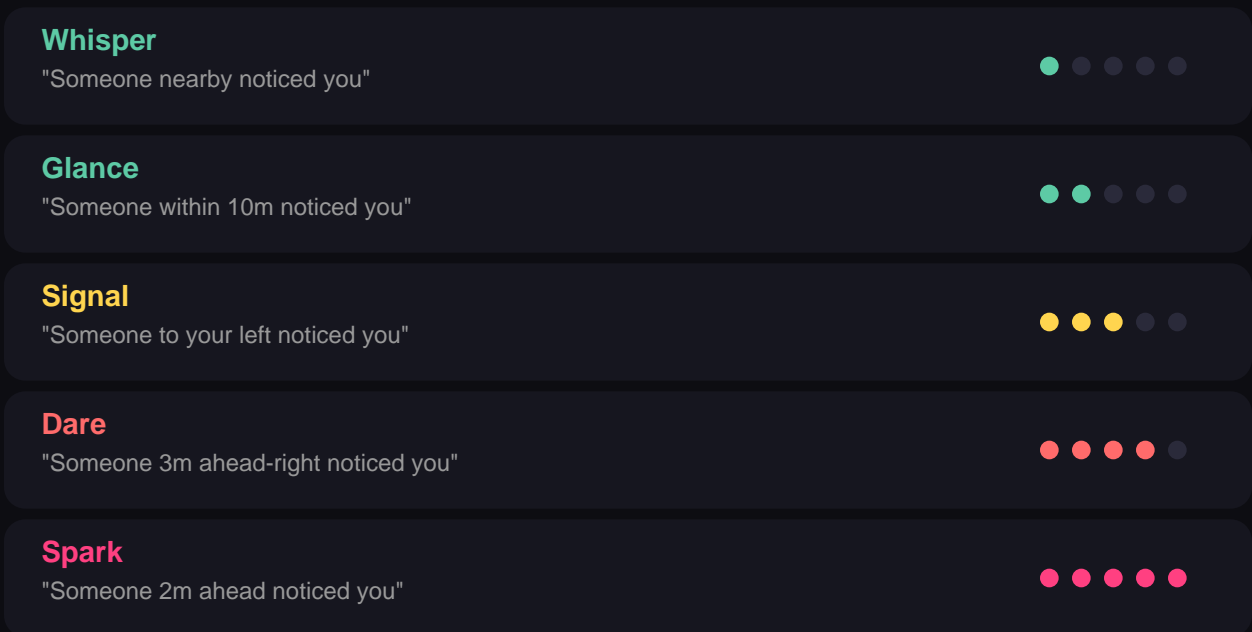 Whisper
"Someone nearby noticed you"
Glance
"Someone within 10m noticed you"
Signal
"Someone to your left noticed you"
Dare
"Someone 3m ahead-right noticed you"
Spark
"Someone 2m ahead noticed you"